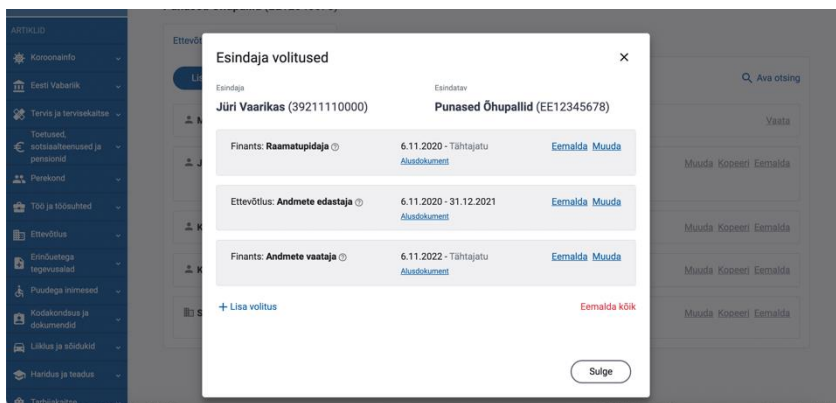 ARTIKLID
Koroonainfo
Eesti Vabariik
Tervis ja tervisekaitse
Toetused,
sotsiaalteenused ja
pensionid
Perekond
Töö ja töösuhted
Ettevõtlus
Erinõuetega
tegevusalad
Puudega inimesed
Kodakondsus ja
dokumendid
Liiklus ja sõidukid
Haridus ja teadus
Ettevõt
Lis
Ava otsing
M
Vaata
J
Muuda Kopeeri Eemalda
K
Muuda Kopeeri Eemalda
K
Muuda Kopeeri Eemalda
S
Muuda Kopeeri Eemalda
Esindaja volitused
Esindaja
Esindatav
Jüri Vaarikas (39211110000)
Punased Õhupallid (EE12345678)
Finants: Raamatupidaja
6.11.2020 - Tähtajatu
Eemalda Muuda
Alusdokument
Ettevõtlus: Andmete edastaja
6.11.2020 - 31.12.2021
Eemalda Muuda
Alusdokument
Finants: Andmete vaataja
6.11.2022 - Tähtajatu
Eemalda Muuda
Alusdokument
+ Lisa volitus
Eemalda kõik
Sulge